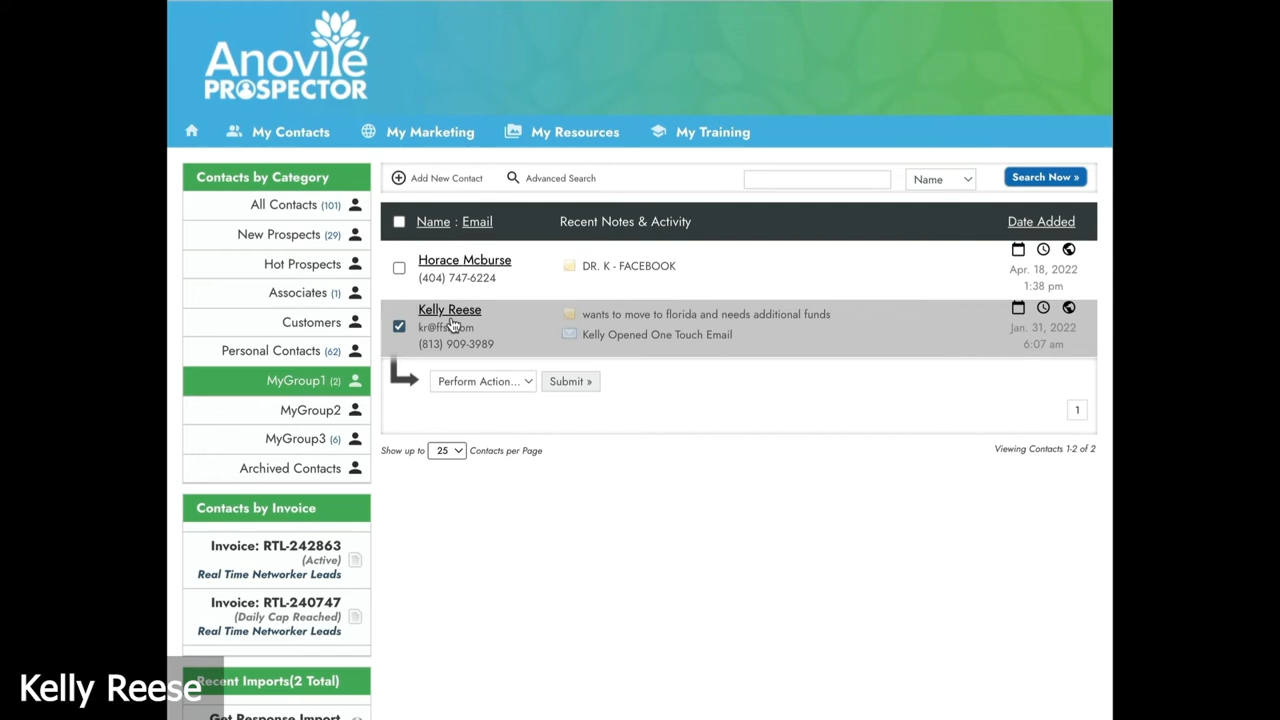 Anovité
PROSPECTOR
My Contacts
My Marketing
My Resources
My Training
Contacts by Category
All Contacts (101)
New Prospects (29)
Hot Prospects
Associates (1)
Customers
Personal Contacts (62)
MyGroup1 (2)
MyGroup2
MyGroup3 (6)
Archived Contacts
Contacts by Invoice
Invoice: RTL-242863
(Active)
Real Time Networker Leads
Invoice: RTL-240747
(Daily Cap Reached)
Real Time Networker Leads
Recent Imports(2 Total)
Get Response Import
Add New Contact
Advanced Search
Name
Search Now »
Name : Email
Recent Notes & Activity
Date Added
Horace Mcburse
(404) 747-6224
DR. K - FACEBOOK
Apr. 18, 2022
1:38 pm
Kelly Reese
(813) 909-3989
wants to move to florida and needs additional funds
Kelly Opened One Touch Email
Jan. 31, 2022
6:07 am
Perform Action...
Submit »
1
Show up to 25 Contacts per Page
Viewing Contacts 1-2 of 2
Kelly Reese